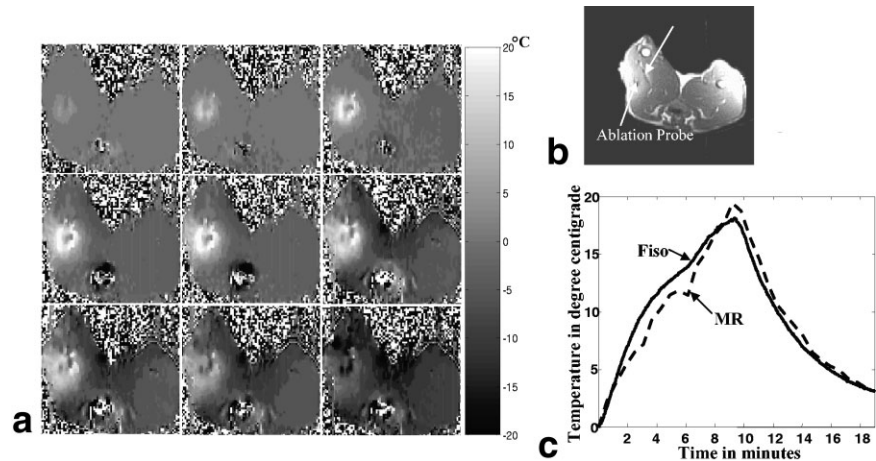 °C
20
15
10
5
0
-5
-10
-15
-20
a
Ablation Probe
b
Temperature in degree centigrade
20
15
10
5
0
Fiso
MR
2 4 6 8 10 12 14 16 18
Time in minutes
c